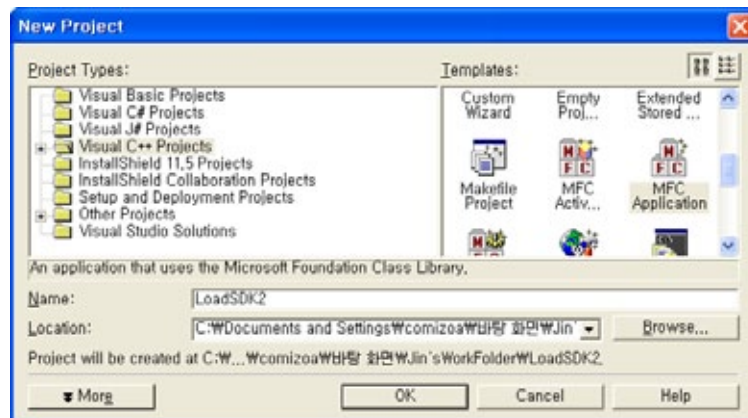 New Project
Project Types:
Templates:
Visual Basic Projects
Visual C# Projects
Visual J# Projects
Visual C++ Projects
InstallShield 11.5 Projects
InstallShield Collaboration Projects
Setup and Deployment Projects
Other Projects
Visual Studio Solutions
Custom Wizard
Empty Proj...
Extended Stored ...
Makefile Project
MFC Activ...
MFC Application
An application that uses the Microsoft Foundation Class Library.
Name:
LoadSDK2
Location:
C:₩Documents and Settings₩comizoa₩바탕 화면₩Jin'
Browse...
Project will be created at C:₩...₩comizoa₩바탕 화면₩Jin'sWorkFolder₩LoadSDK2.
More
OK
Cancel
Help